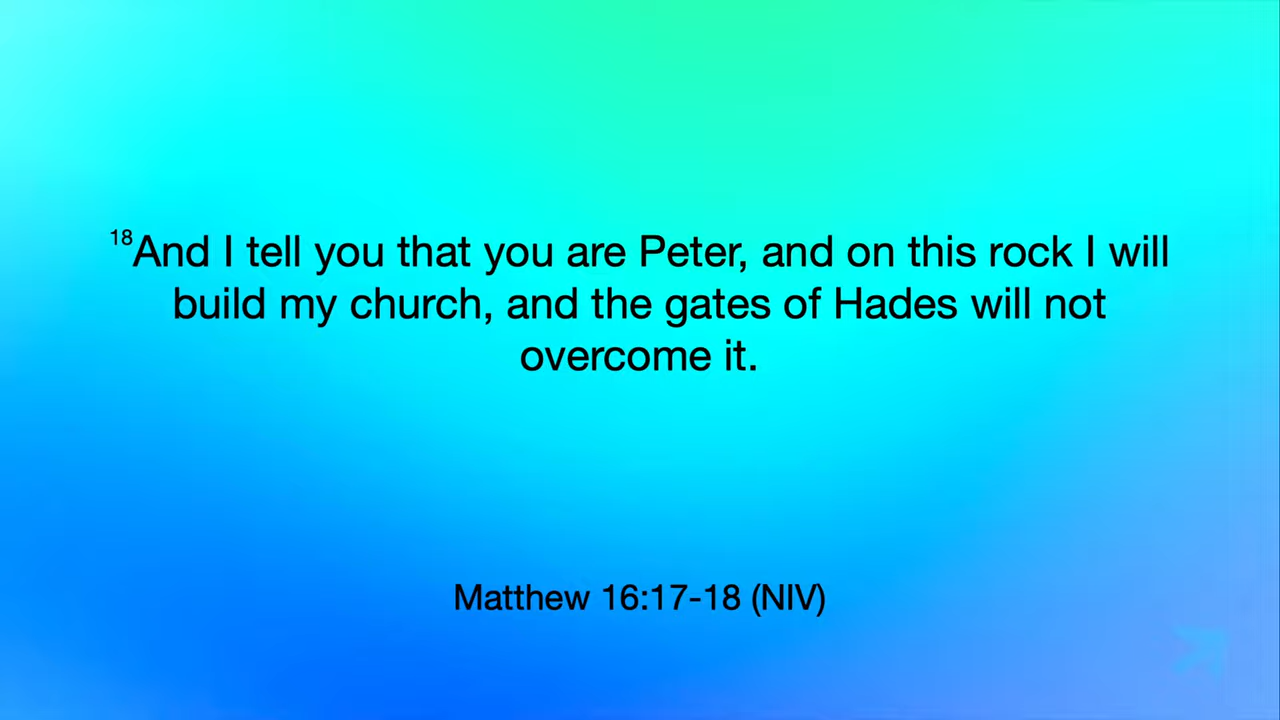 18And I tell you that you are Peter, and on this rock I will
build my church, and the gates of Hades will not
overcome it.
Matthew 16:17-18 (NIV)